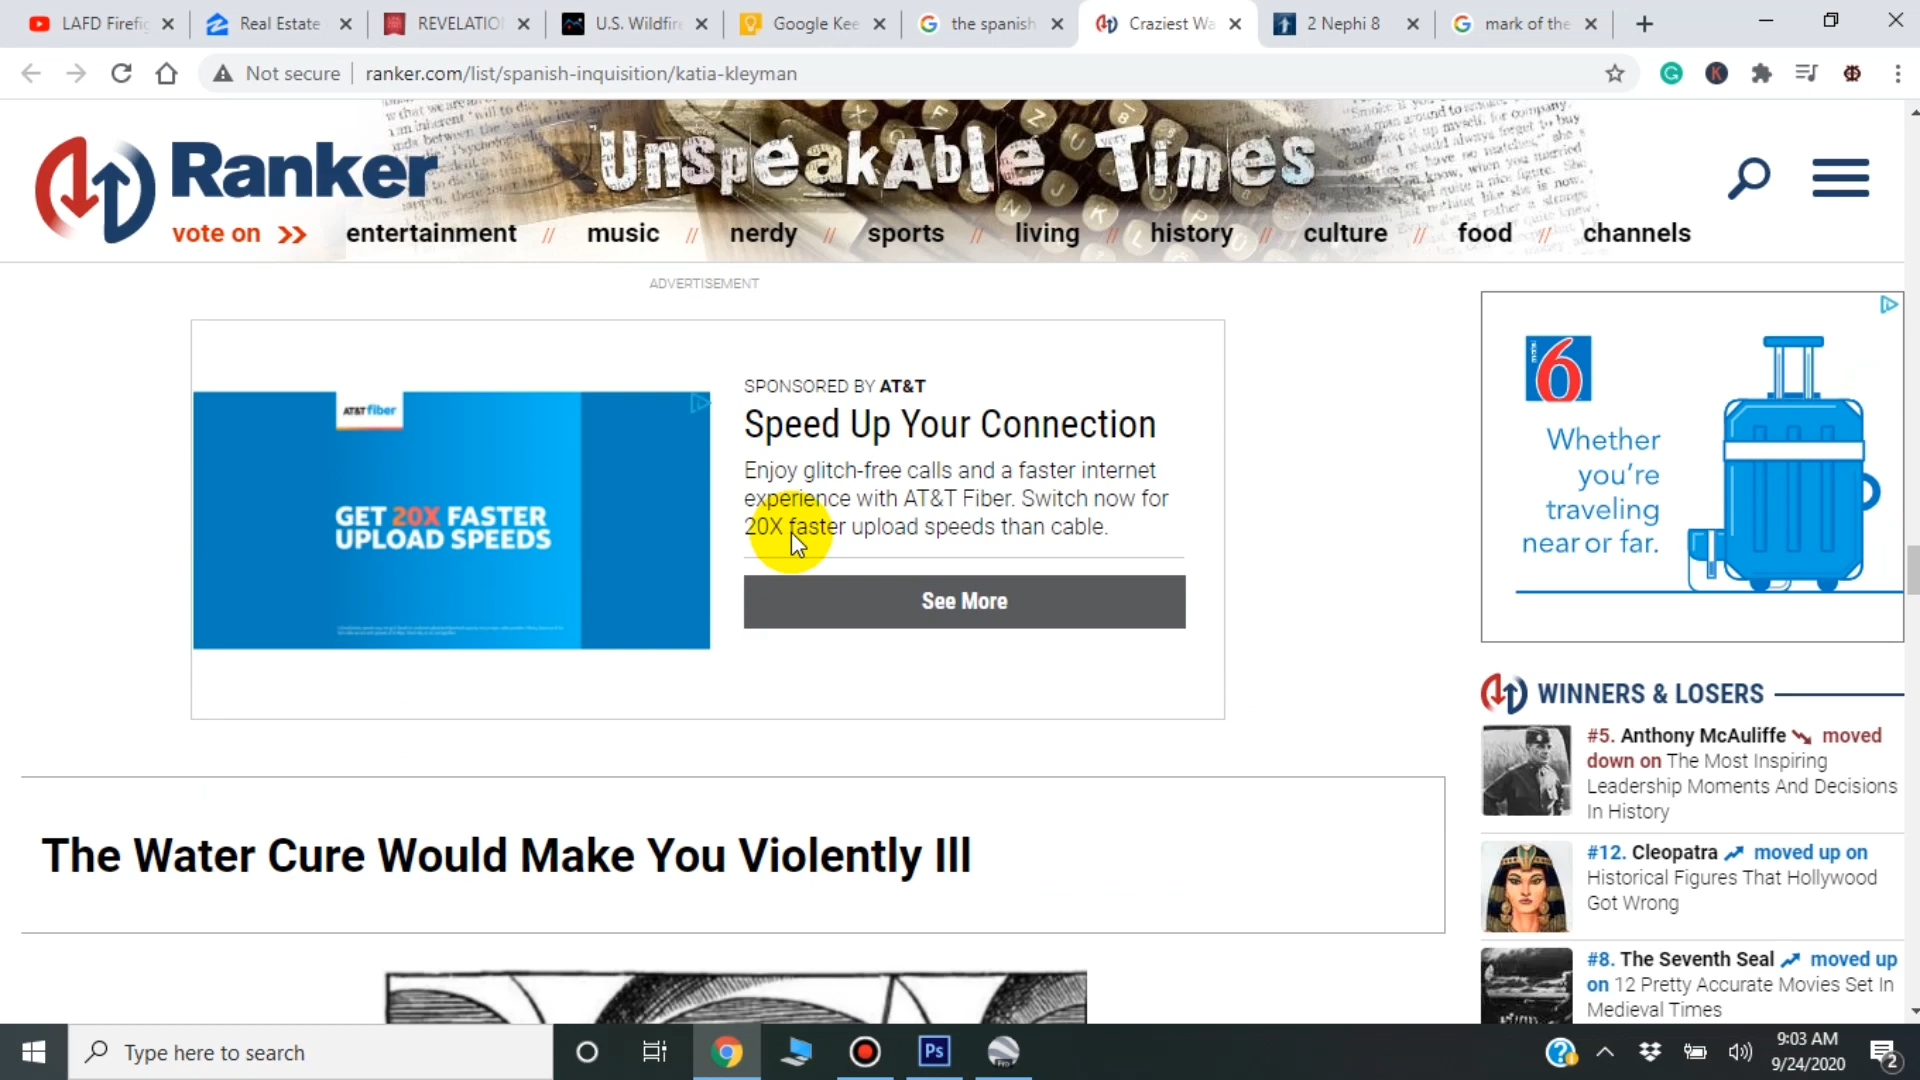 LAFD Firefig
Real Estate
REVELATIO
U.S. Wildfire
Google Kee
the spanish
Craziest Wa
2 Nephi 8
mark of the
Not secure
ranker.com/list/spanish-inquisition/katia-kleyman
K
Ranker
Unspeakable Times
vote on >> entertainment // music // nerdy // sports // living // history // culture // food // channels
ADVERTISEMENT
AT&T fiber
GET 20X FASTER
UPLOAD SPEEDS
SPONSORED BY AT&T
Speed Up Your Connection
Enjoy glitch-free calls and a faster internet
experience with AT&T Fiber. Switch now for
20X faster upload speeds than cable.
See More
6
Whether
you're
traveling
near or far.
The Water Cure Would Make You Violently Ill
WINNERS & LOSERS
#5. Anthony McAuliffe moved
down on The Most Inspiring
Leadership Moments And Decisions
In History
#12. Cleopatra moved up on
Historical Figures That Hollywood
Got Wrong
#8. The Seventh Seal moved up
on 12 Pretty Accurate Movies Set In
Medieval Times
Type here to search
Ps
9:03 AM
9/24/2020
2